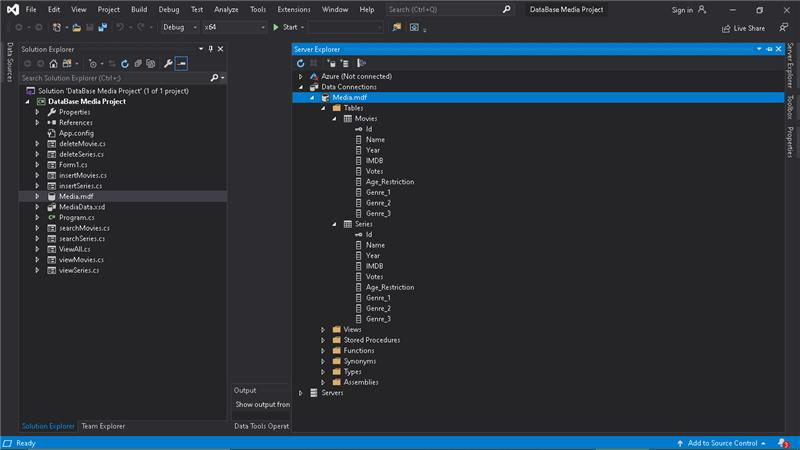 File Edit View Project Build Debug Test Analyze Tools Extensions Window Help Search (Ctrl+Q) DataBase Media Project Sign in
Debug x64 Start Live Share
Data Sources
Solution Explorer
Search Solution Explorer (Ctrl+;)
Solution 'DataBase Media Project' (1 of 1 project)
DataBase Media Project
Properties
References
App.config
deleteMovie.cs
deleteSeries.cs
Form1.cs
insertMovies.cs
insertSeries.cs
Media.mdf
MediaData.xsd
Program.cs
searchMovies.cs
searchSeries.cs
ViewAll.cs
viewMovies.cs
viewSeries.cs
Solution Explorer Team Explorer
Output
Show output from
Data Tools Operat
Server Explorer
Azure (Not connected)
Data Connections
Media.mdf
Tables
Movies
Id
Name
Year
IMDB
Votes
Age_Restriction
Genre_1
Genre_2
Genre_3
Series
Id
Name
Year
IMDB
Votes
Age_Restriction
Genre_1
Genre_2
Genre_3
Views
Stored Procedures
Functions
Synonyms
Types
Assemblies
Servers
Server Explorer
Toolbox
Properties
Ready Add to Source Control 3